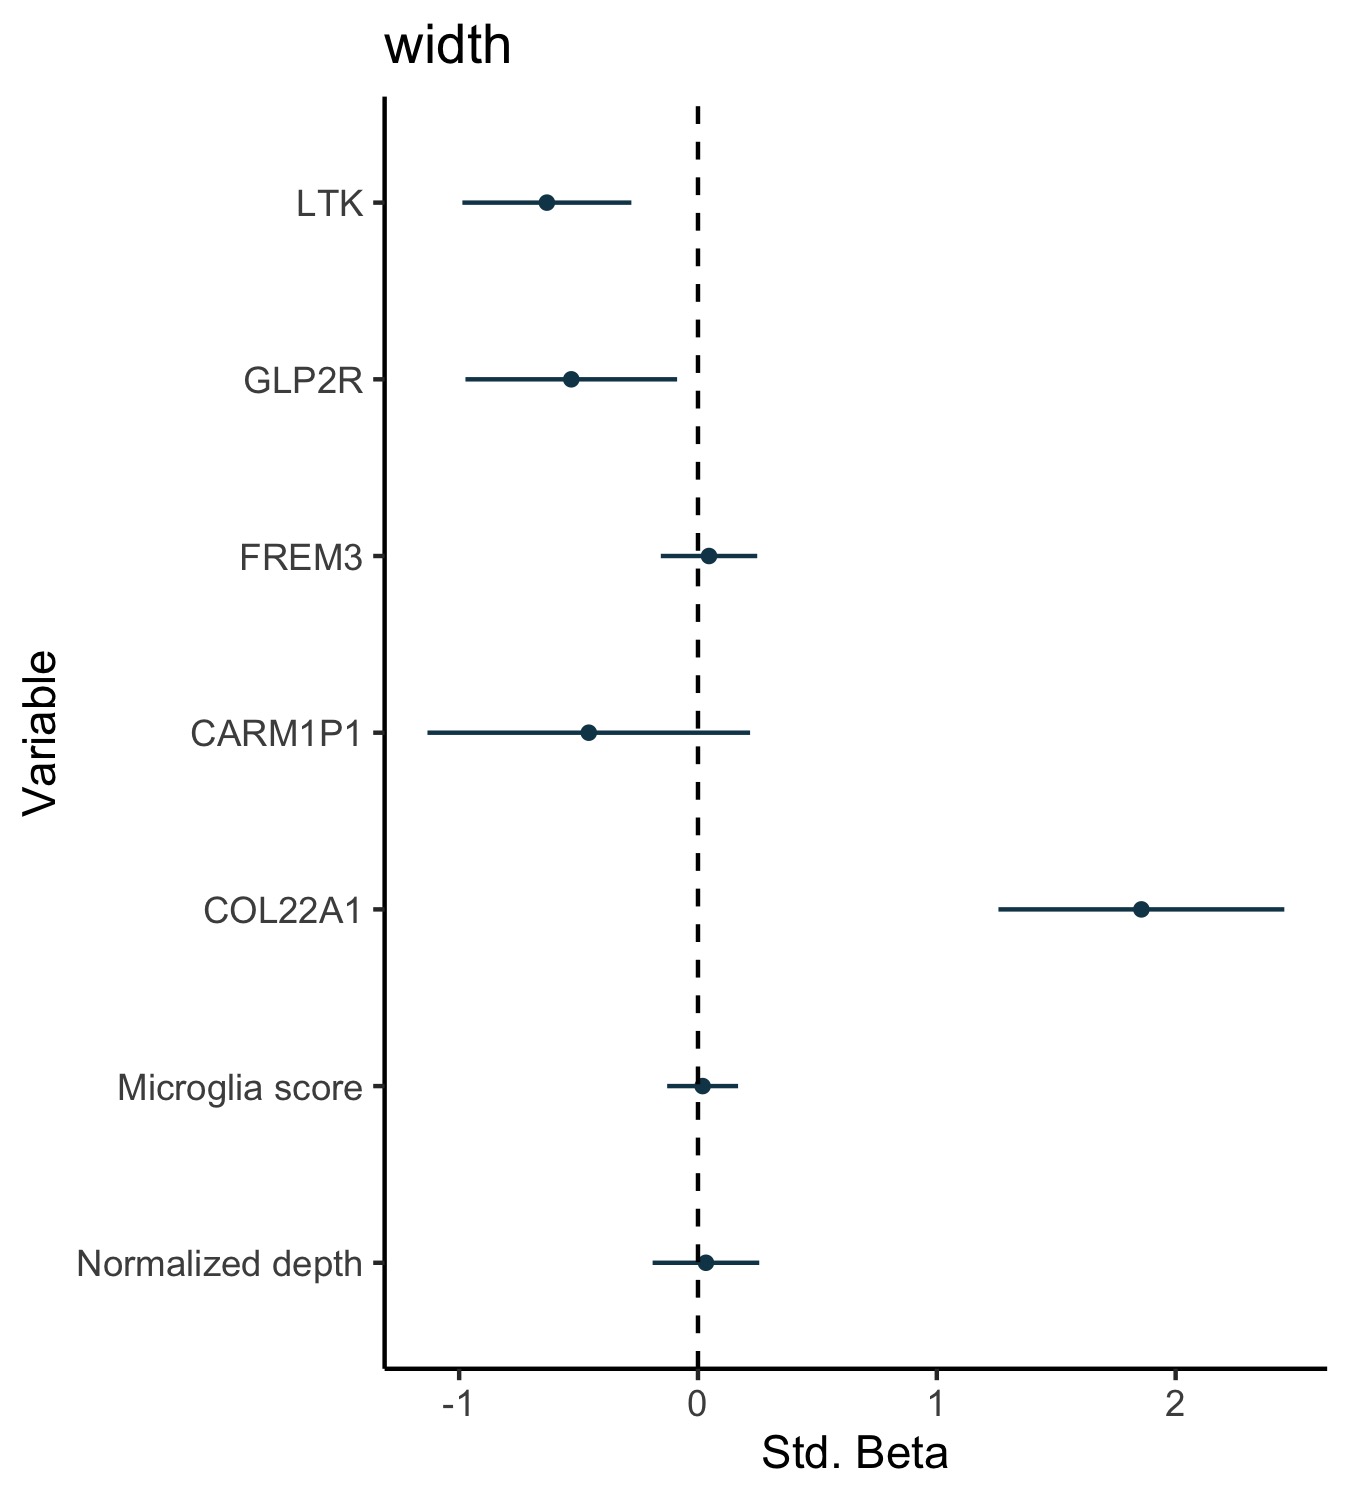 width
LTK
GLP2R
FREM3
CARM1P1
COL22A1
Microglia score
Normalized depth
Variable
-1 0 1 2
Std. Beta